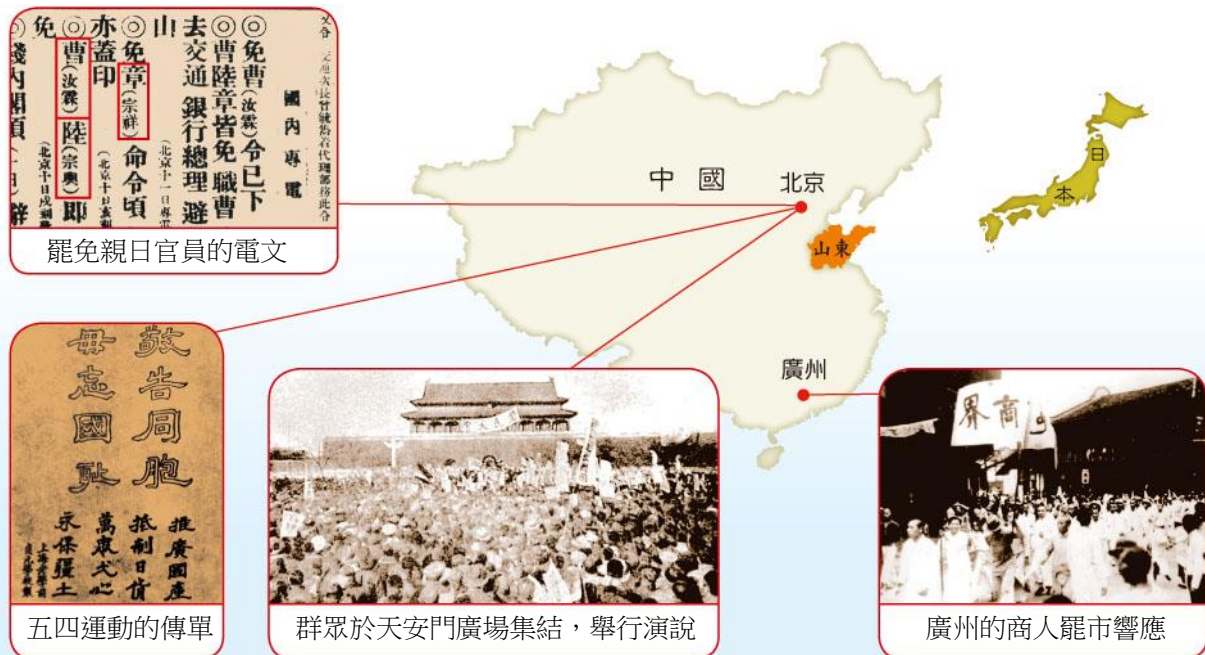 國內專電
◎免曹(汝霖)令已下
◎曹陸章皆免職曹
去交通銀行總理避
山
◎免章(宗祥)命令頃
亦蓋印
◎曹(汝霖)陸(宗輿)即
免
罷免親日官員的電文
中國
北京
山東
廣州
日本
敬告同胞
毋忘國耻
推廣國產
抵制日貨
萬衆弌心
永保疆土
五四運動的傳單
群眾於天安門廣場集結，舉行演說
商界
廣州的商人罷市響應